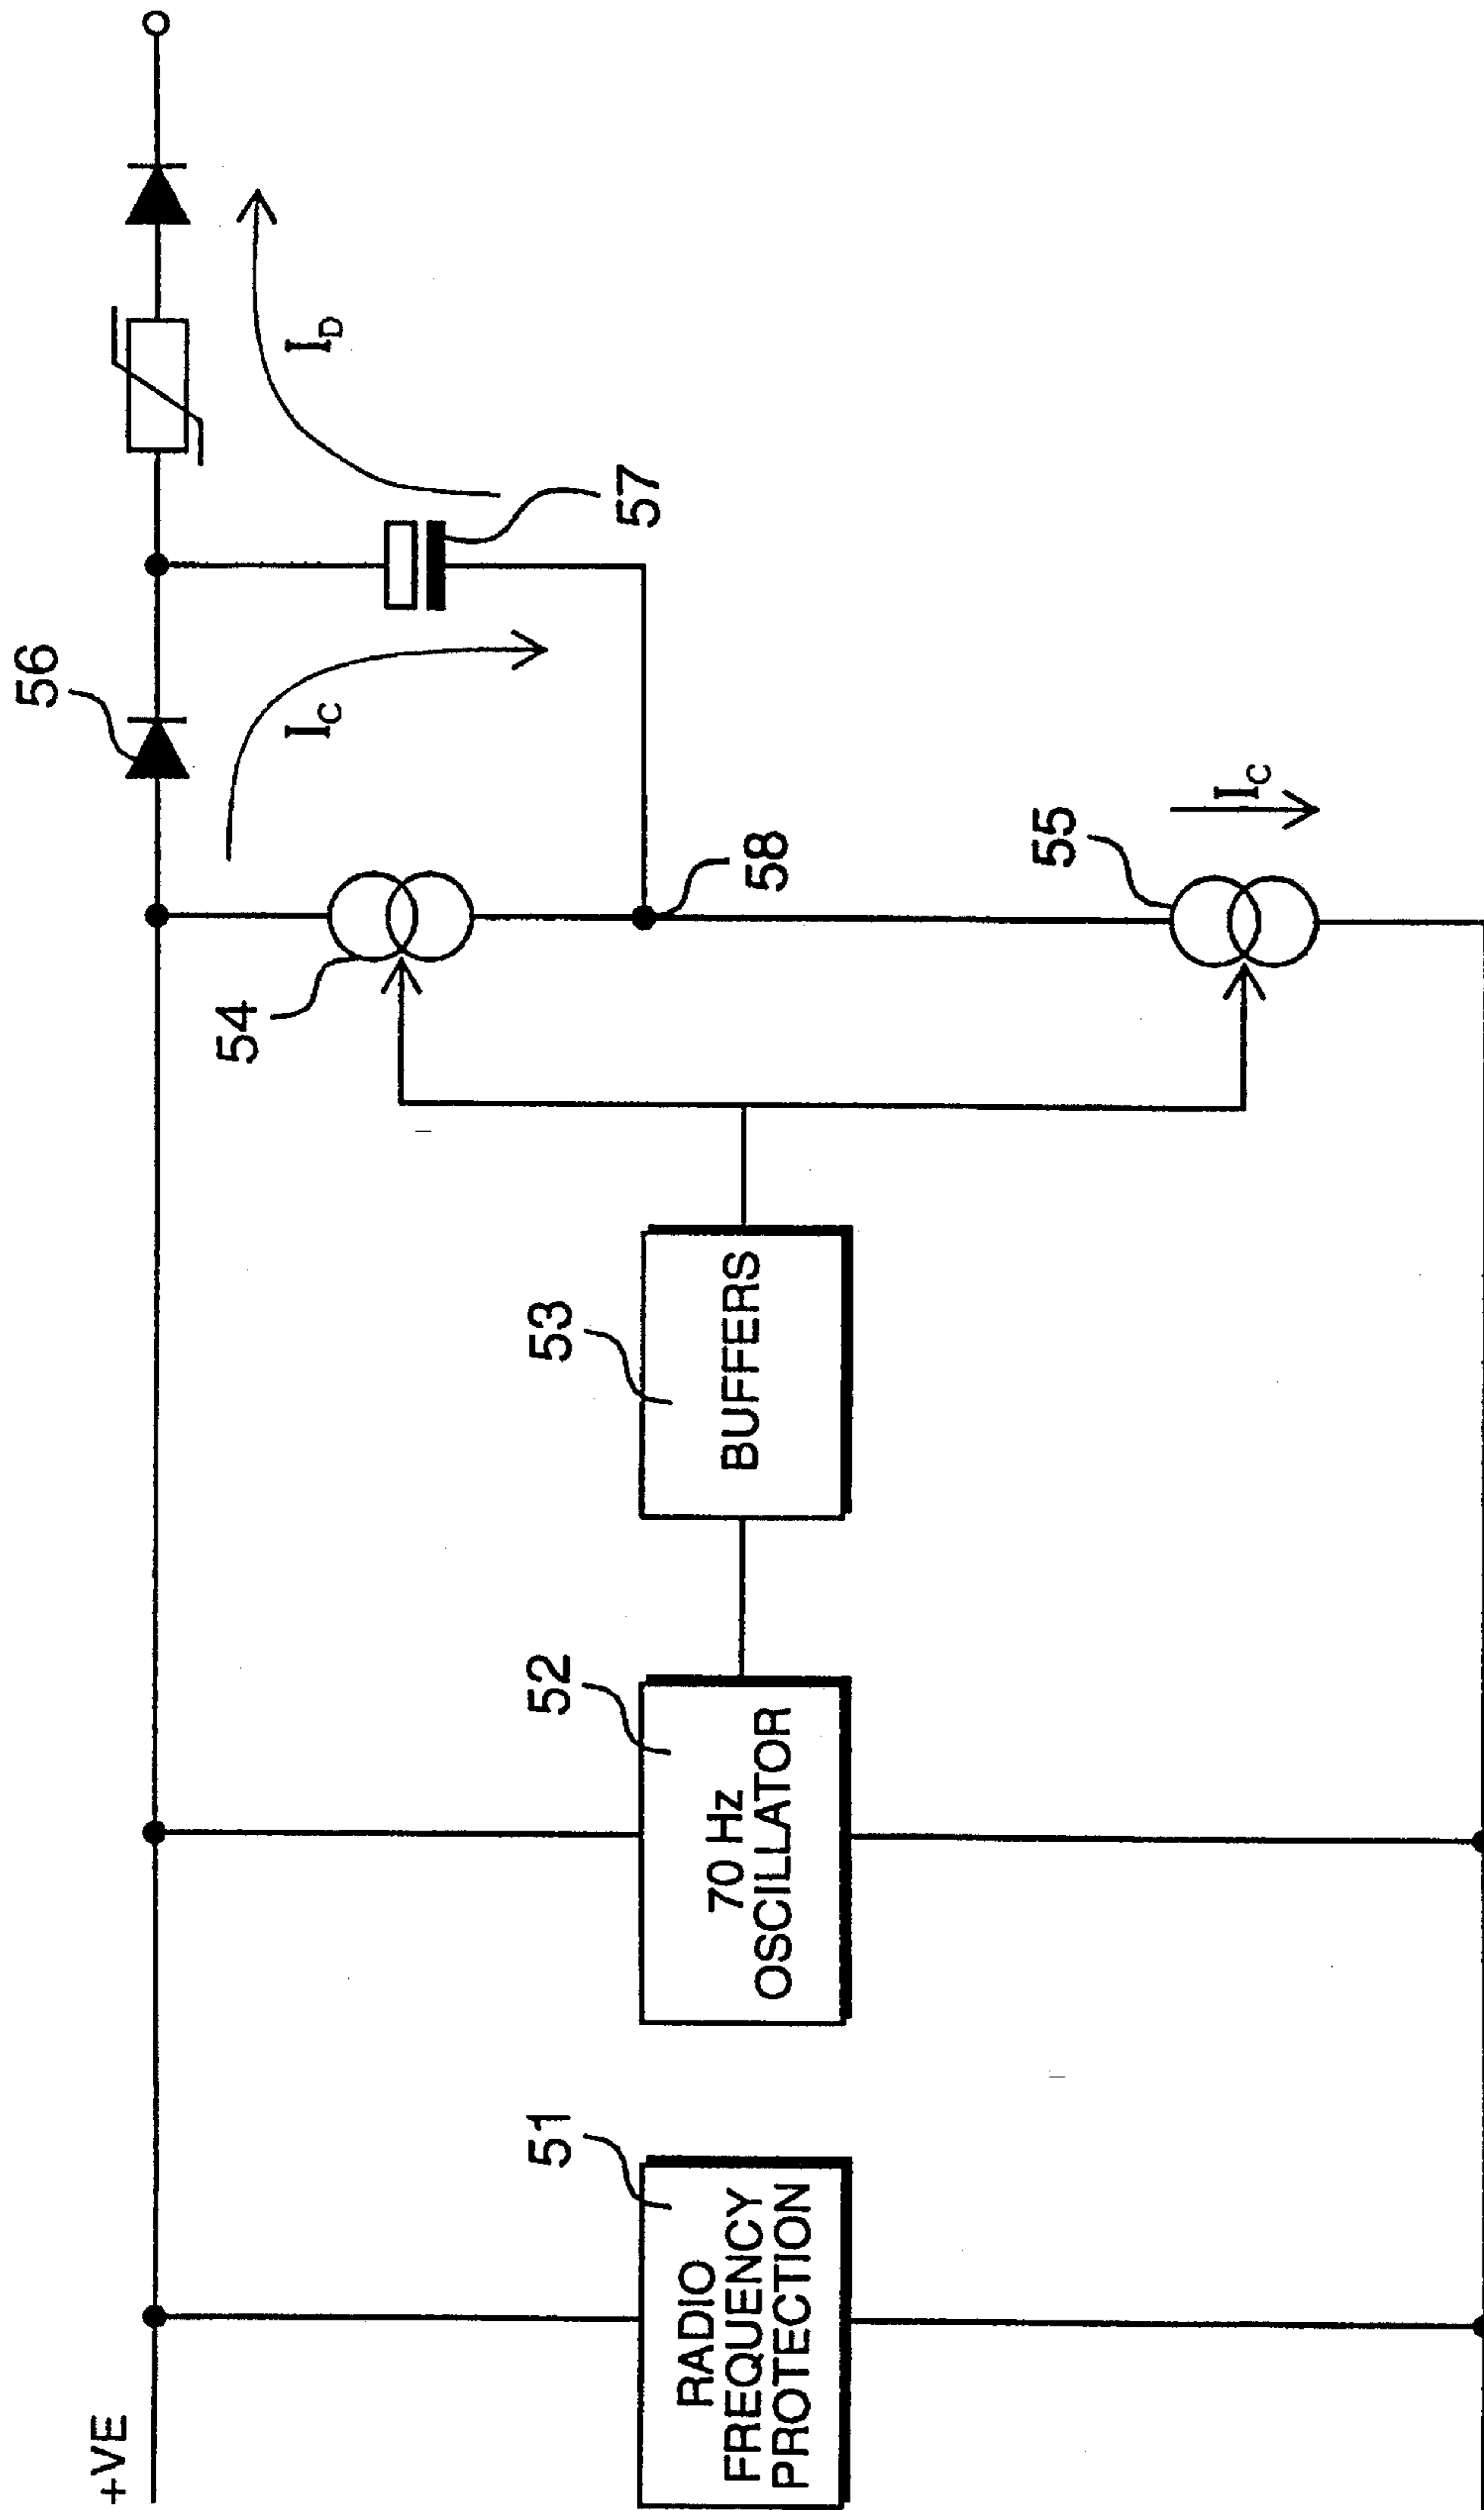 +VE
RADIO
FREQUENCY
PROTECTION
51
70 Hz
OSCILLATOR
52
BUFFERS
53
54
55
56
57
58
I_C
I_D
I_C